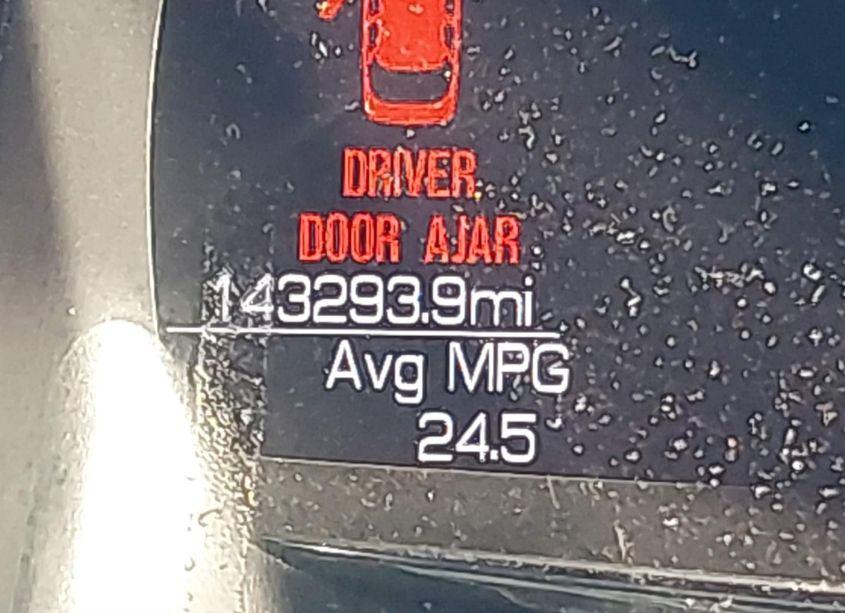 DRIVER
DOOR AJAR
143293.9mi
Avg MPG
24.5